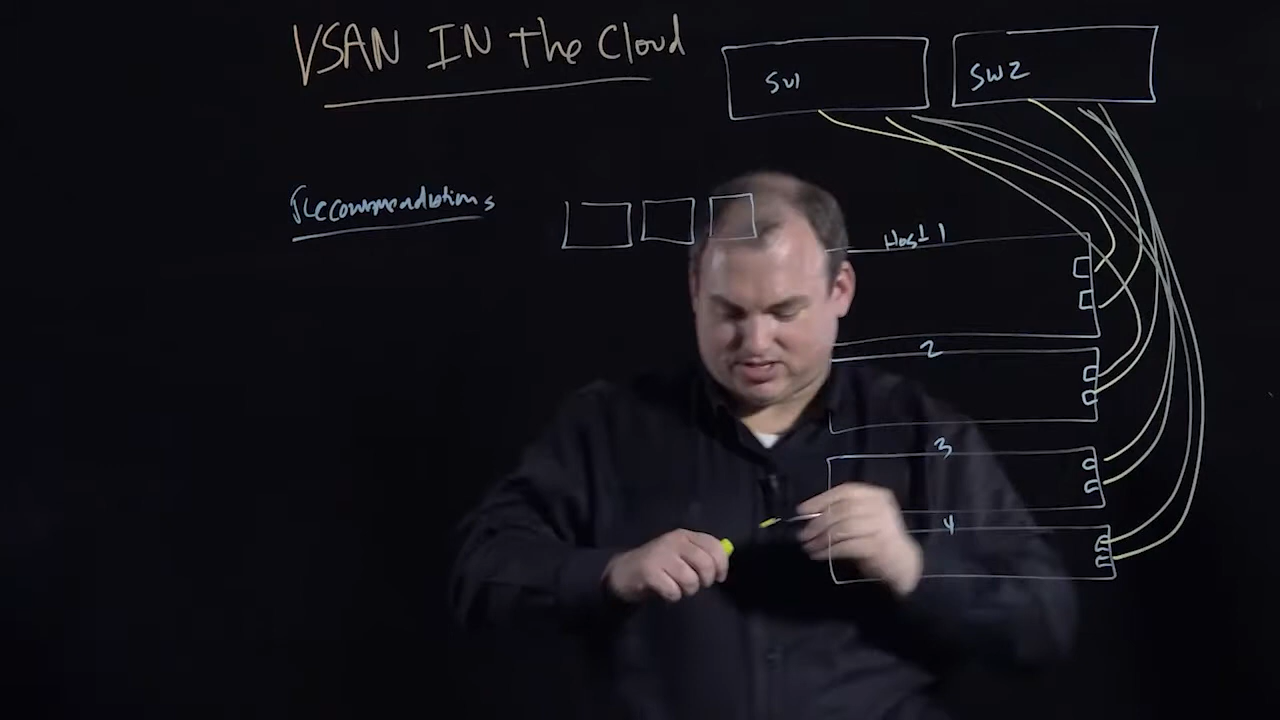 VSAN IN the Cloud
SW1
SW2
Recommendations
Host 1
2
3
4